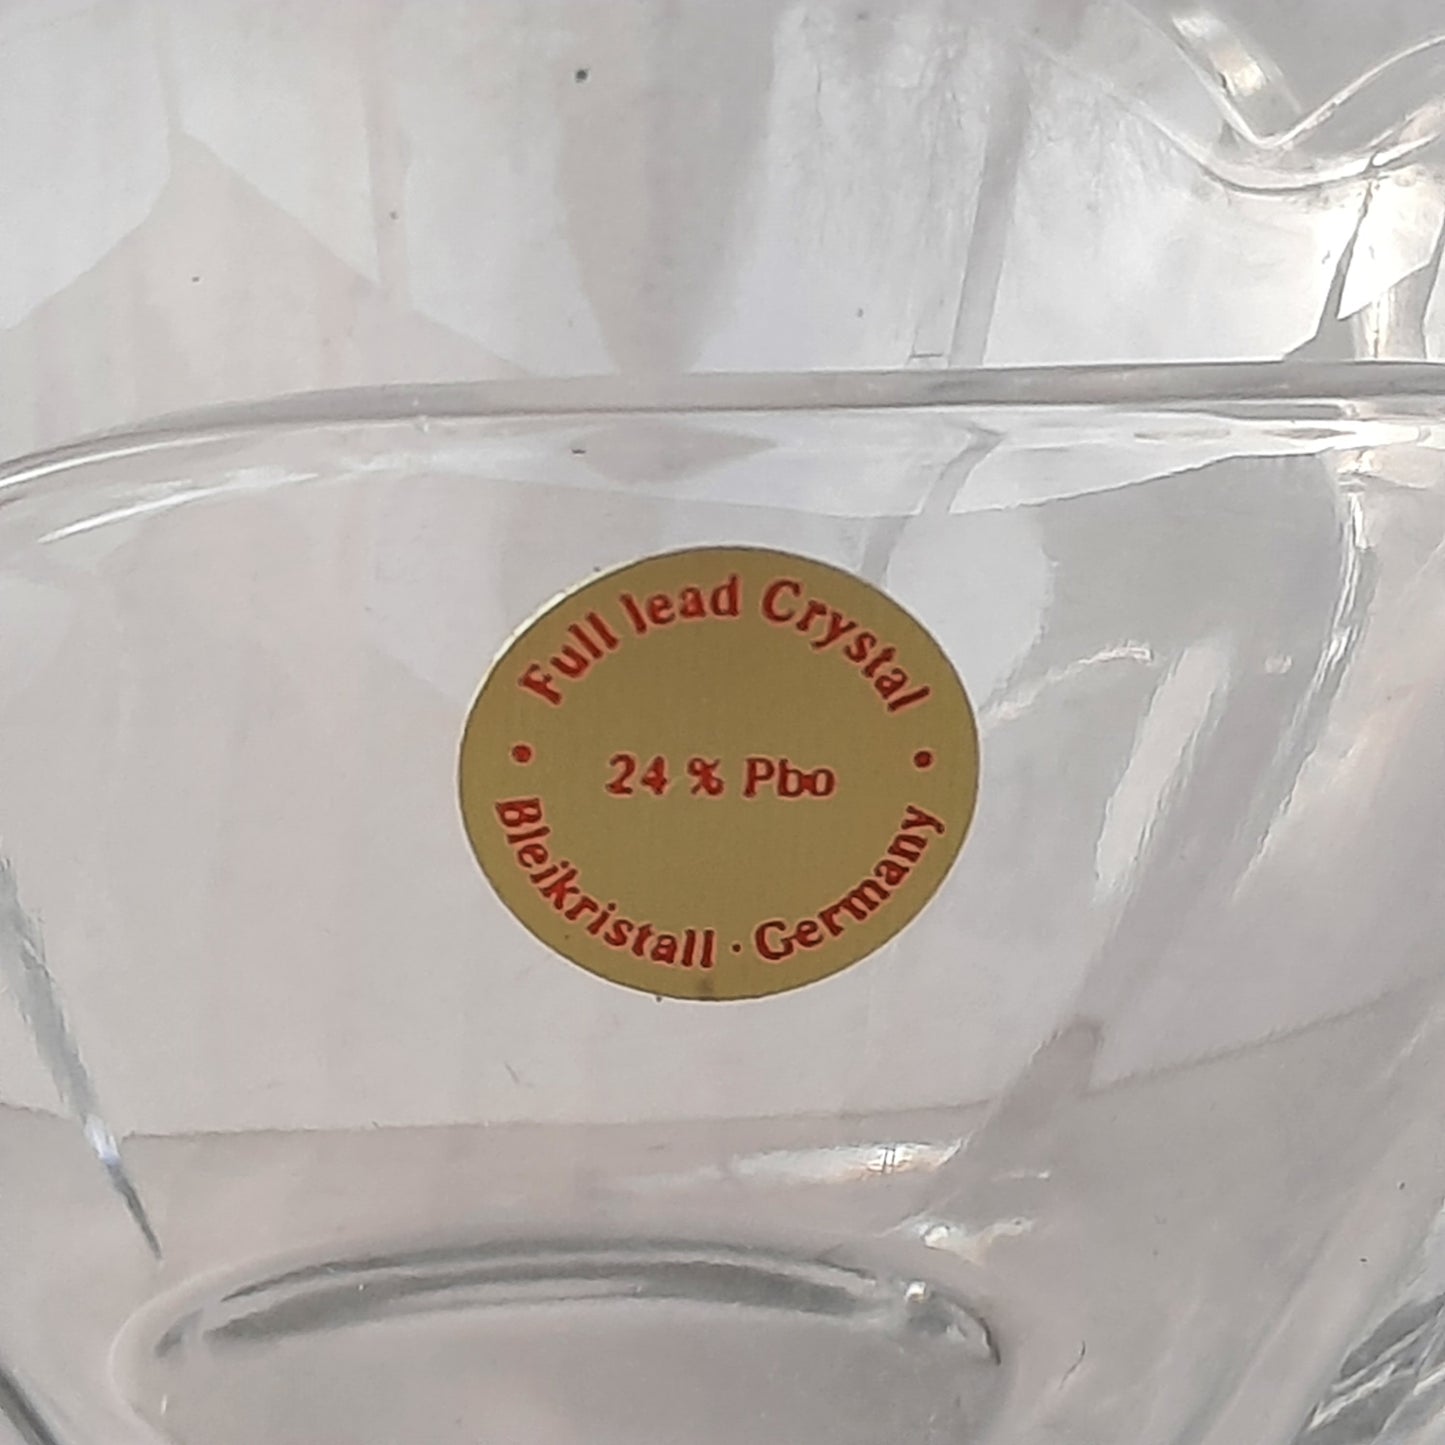 Full lead Crystal
• 24 % Pbo •
Bleikristall · Germany